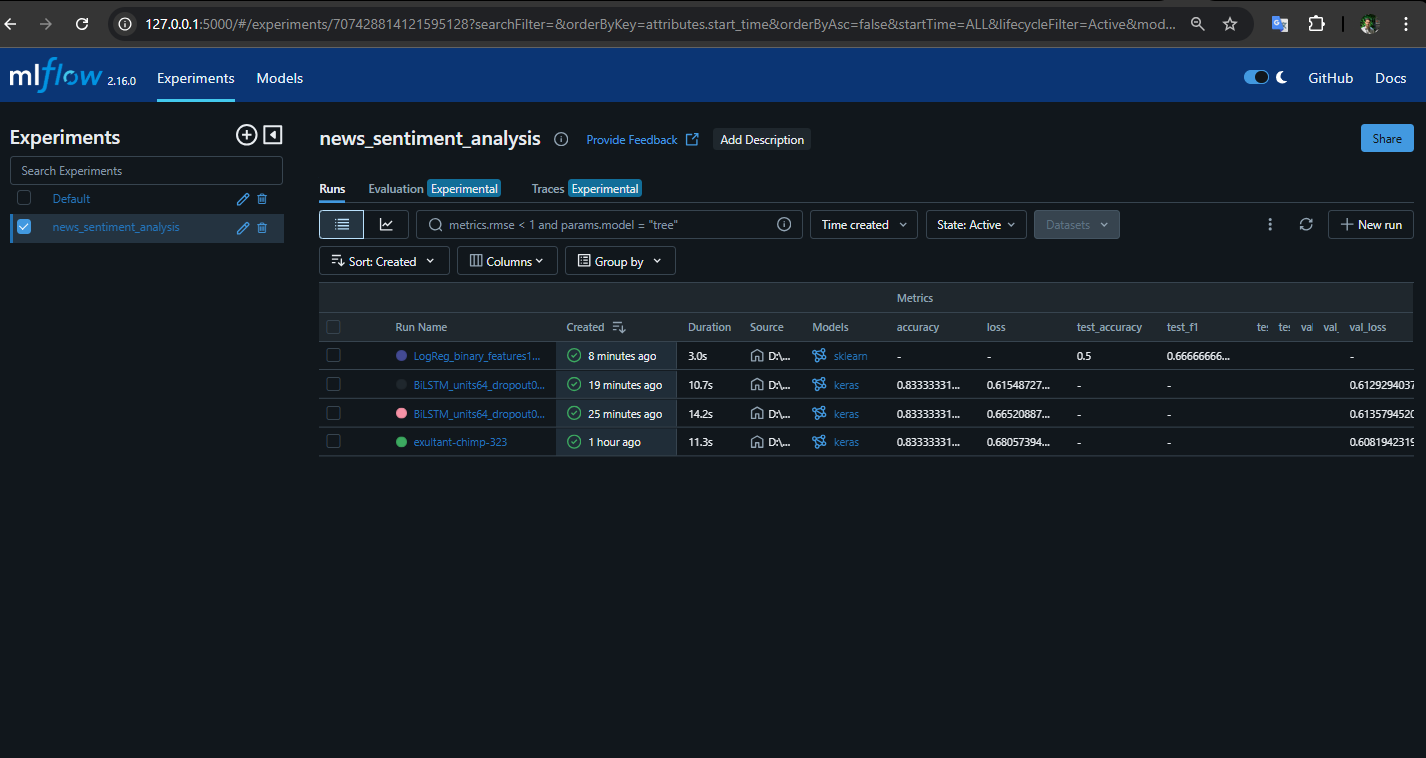 127.0.0.1:5000/#/experiments/707428814121595128?searchFilter=&orderByKey=attributes.start_time&orderByAsc=false&startTime=ALL&lifecycleFilter=Active&mod...
mlflow 2.16.0 Experiments Models GitHub Docs
Experiments
Search Experiments
Default
news_sentiment_analysis
news_sentiment_analysis Provide Feedback Add Description Share
Runs Evaluation Experimental Traces Experimental
metrics.rmse < 1 and params.model = "tree" Time created State: Active Datasets New run
Sort: Created Columns Group by
Metrics
Run Name Created Duration Source Models accuracy loss test_accuracy test_f1 tes tes val val_ val_loss
LogReg_binary_features1... 8 minutes ago 3.0s D:\... sklearn - - 0.5 0.66666666... -
BiLSTM_units64_dropout0... 19 minutes ago 10.7s D:\... keras 0.83333331... 0.61548727... - - 0.6129294037
BiLSTM_units64_dropout0... 25 minutes ago 14.2s D:\... keras 0.83333331... 0.66520887... - - 0.6135794520
exultant-chimp-323 1 hour ago 11.3s D:\... keras 0.83333331... 0.68057394... - - 0.6081942319